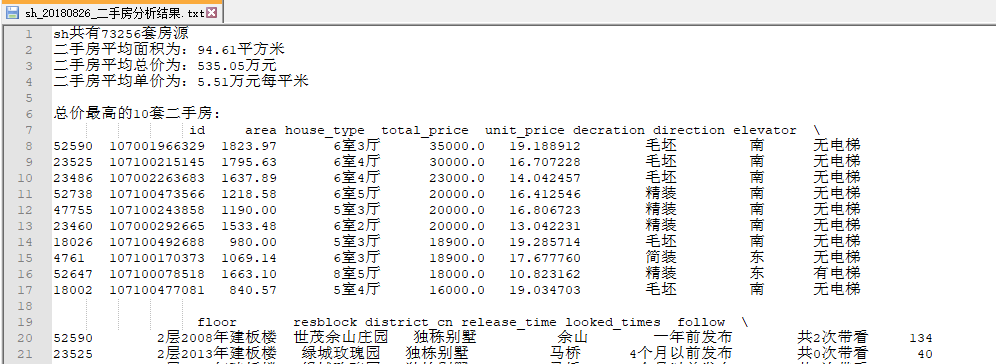 sh_20180826_二手房分析结果.txt
1 sh共有73256套房源
2 二手房平均面积为：94.61平方米
3 二手房平均总价为：535.05万元
4 二手房平均单价为：5.51万元每平米
5
6 总价最高的10套二手房：
7 id area house_type total_price unit_price decration direction elevator \
8 52590 107001966329 1823.97 6室3厅 35000.0 19.188912 毛坯 南 无电梯
9 23525 107100215145 1795.63 6室4厅 30000.0 16.707228 毛坯 南 无电梯
10 23486 107002263683 1637.89 6室4厅 23000.0 14.042457 毛坯 南 无电梯
11 52738 107100473566 1218.58 6室5厅 20000.0 16.412546 精装 南 无电梯
12 47755 107100243858 1190.00 5室3厅 20000.0 16.806723 精装 南 无电梯
13 23460 107000292665 1533.48 6室2厅 20000.0 13.042231 精装 南 无电梯
14 18026 107100492688 980.00 5室3厅 18900.0 19.285714 毛坯 南 无电梯
15 4761 107100170373 1069.14 6室3厅 18900.0 17.677760 简装 东 无电梯
16 52647 107100078518 1663.10 8室5厅 18000.0 10.823162 精装 东 有电梯
17 18002 107100477081 840.57 5室4厅 16000.0 19.034703 毛坯 南 无电梯
18
19 floor resblock district_cn release_time looked_times follow \
20 52590 2层2008年建板楼 世茂佘山庄园 独栋别墅 佘山 一年前发布 共2次带看 134
21 23525 2层2013年建板楼 绿城玫瑰园 独栋别墅 马桥 4个月以前发布 共0次带看 40